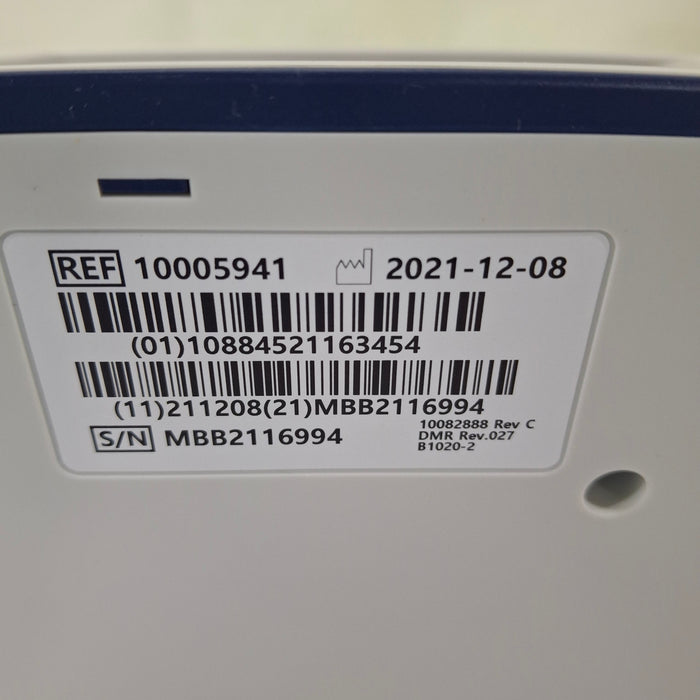 REF 10005941 2021-12-08
(01)10884521163454
(11)211208(21)MBB2116994
S/N MBB2116994
10082888 Rev C
DMR Rev.027
B1020-2